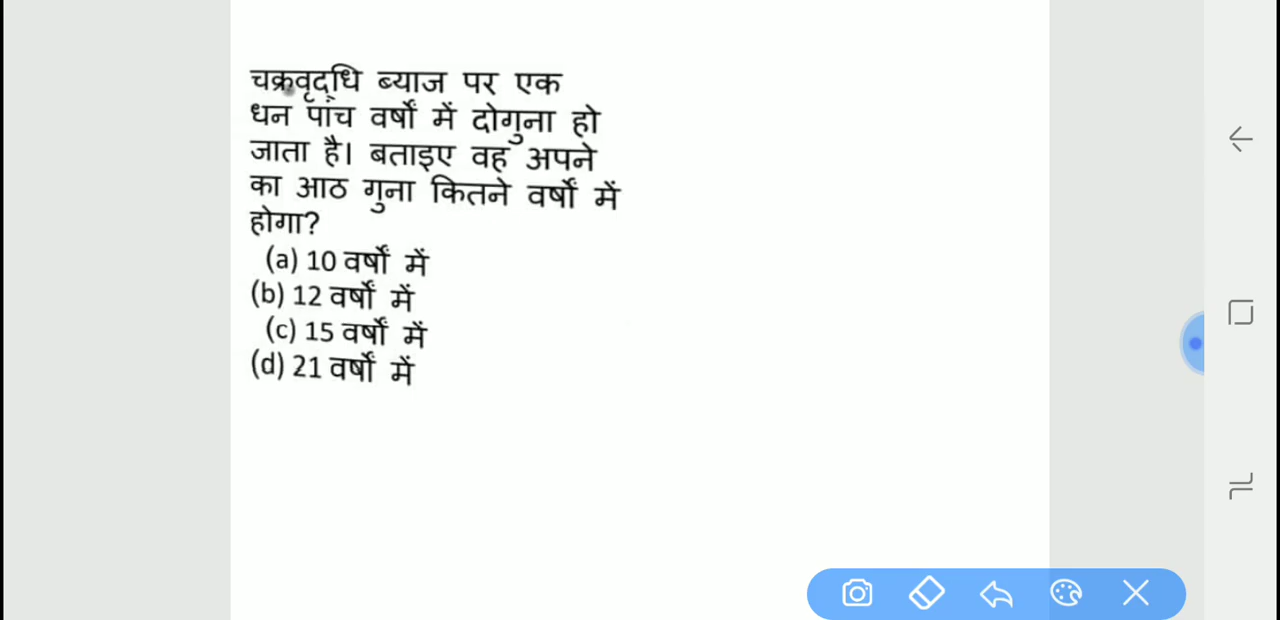 चक्रवृद्धि ब्याज पर एक
धन पांच वर्षों में दोगुना हो
जाता है। बताइए वह अपने
का आठ गुना कितने वर्षों में
होगा?
(a) 10 वर्षों में
(b) 12 वर्षों में
(c) 15 वर्षों में
(d) 21 वर्षों में